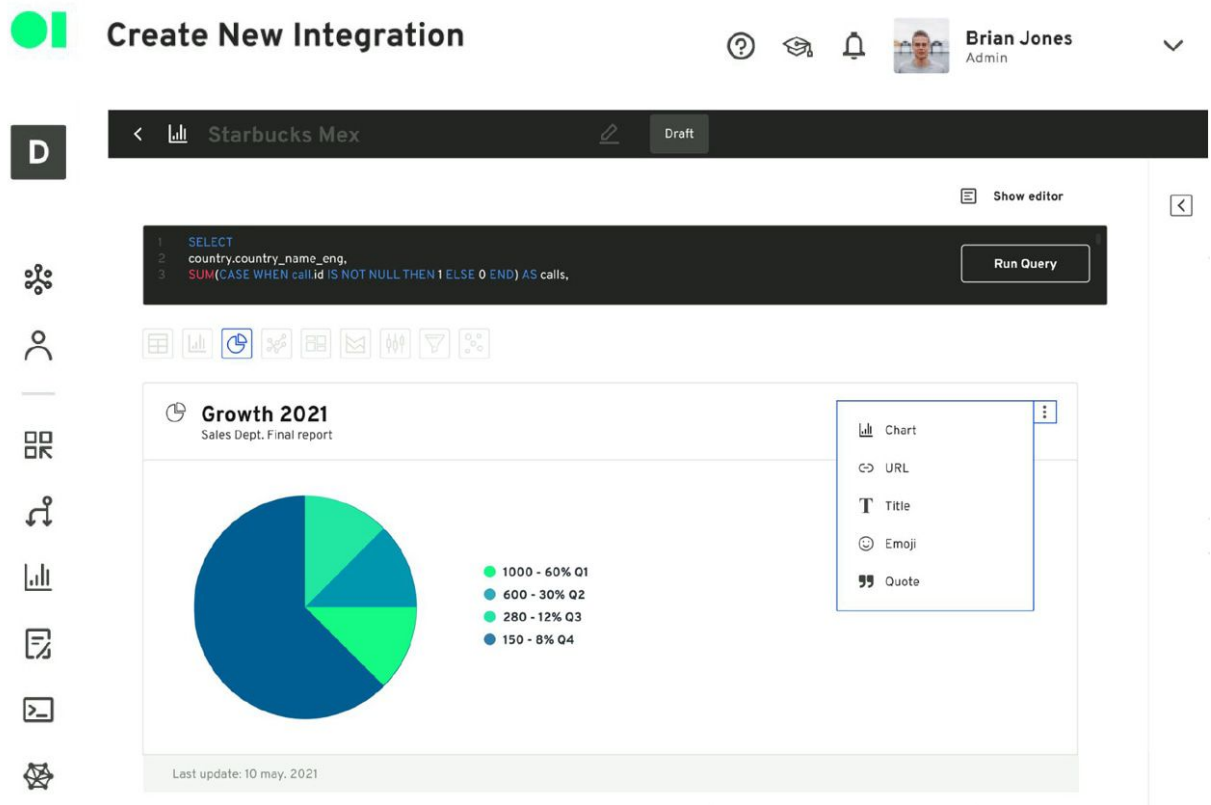 Create New Integration
Brian Jones
Admin
D
Starbucks Mex
Draft
Show editor
1 SELECT
2 country.country_name_eng,
3 SUM(CASE WHEN call.id IS NOT NULL THEN 1 ELSE 0 END) AS calls,
Run Query
Growth 2021
Sales Dept. Final report
Chart
URL
T Title
Emoji
Quote
1000 - 60% Q1
600 - 30% Q2
280 - 12% Q3
150 - 8% Q4
Last update: 10 may. 2021